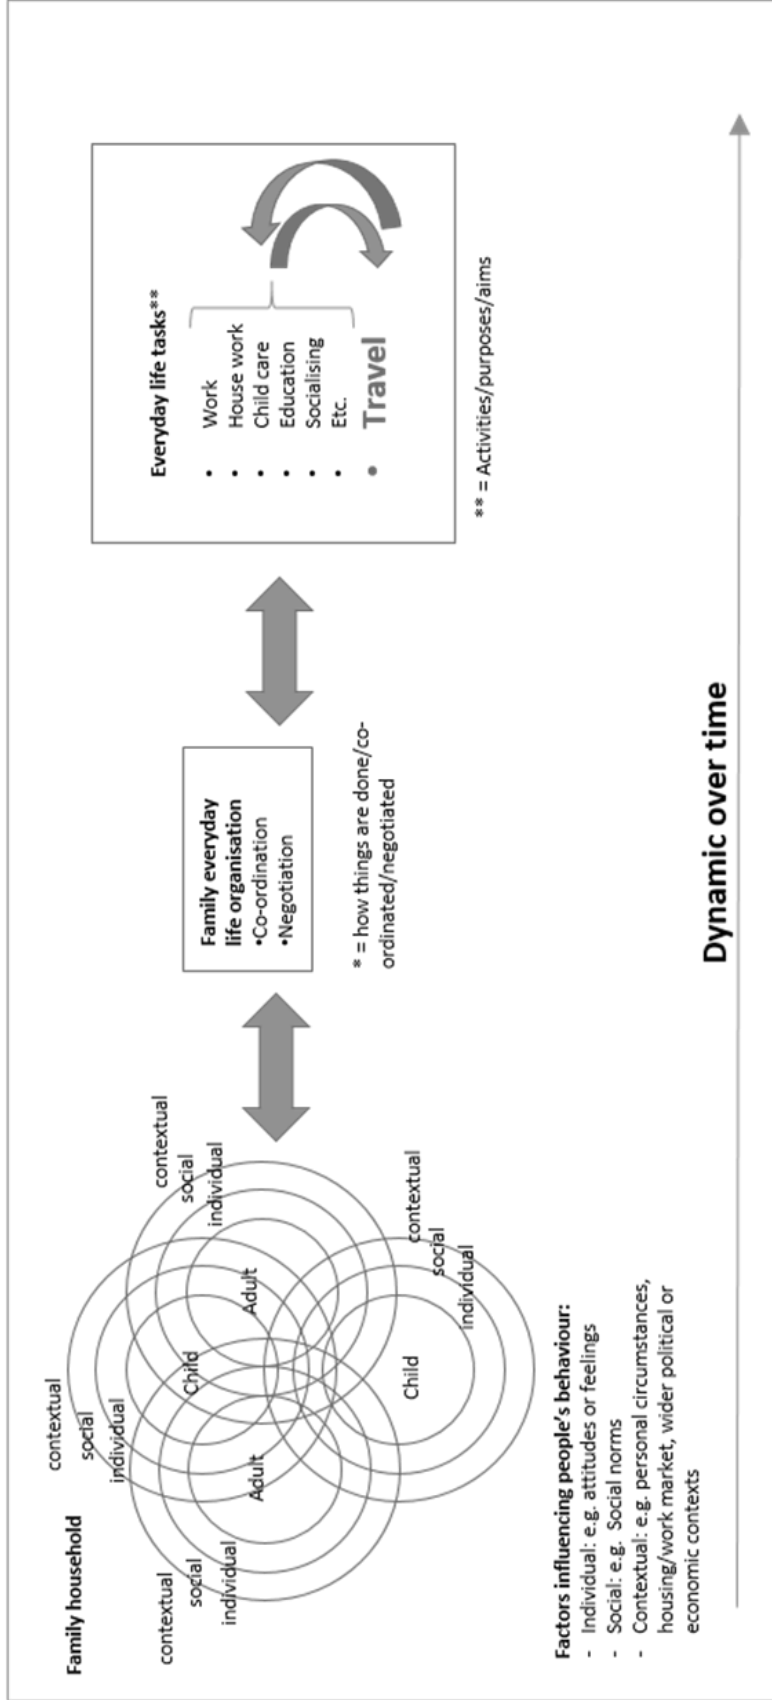 Family household
contextual
social
individual
contextual
social
individual
contextual
social
individual
contextual
social
individual
Adult
Child
Adult
Child
Factors influencing people's behaviour:
- Individual: e.g. attitudes or feelings
- Social: e.g. Social norms
- Contextual: e.g. personal circumstances,
housing/work market, wider political or
economic contexts
Family everyday
life organisation
•Co-ordination
•Negotiation
* = how things are done/co-
ordinated/negotiated
Everyday life tasks**
• Work
• House work
• Child care
• Education
• Socialising
• Etc.
• Travel
** = Activities/purposes/aims
Dynamic over time